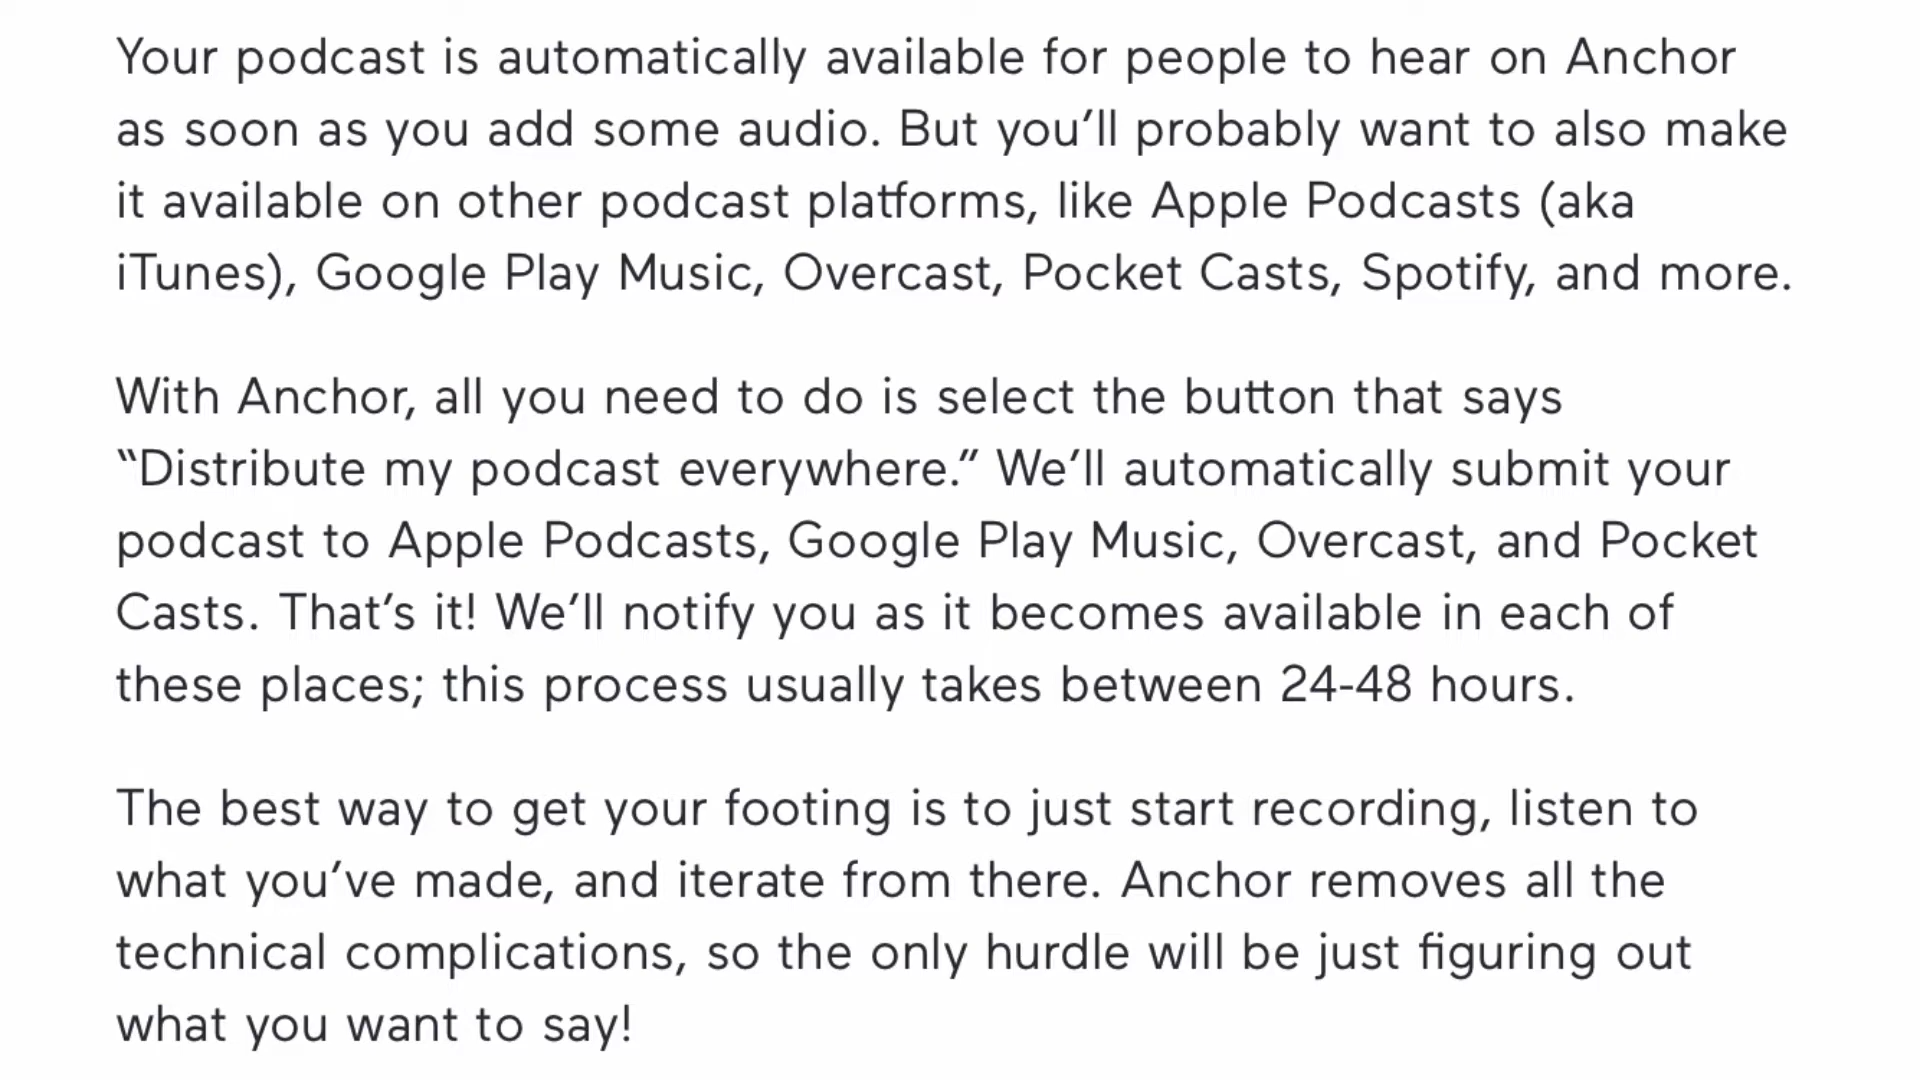 Your podcast is automatically available for people to hear on Anchor
as soon as you add some audio. But you’ll probably want to also make
it available on other podcast platforms, like Apple Podcasts (aka
iTunes), Google Play Music, Overcast, Pocket Casts, Spotify, and more.
With Anchor, all you need to do is select the button that says
“Distribute my podcast everywhere.” We’ll automatically submit your
podcast to Apple Podcasts, Google Play Music, Overcast, and Pocket
Casts. That’s it! We’ll notify you as it becomes available in each of
these places; this process usually takes between 24-48 hours.
The best way to get your footing is to just start recording, listen to
what you’ve made, and iterate from there. Anchor removes all the
technical complications, so the only hurdle will be just figuring out
what you want to say!